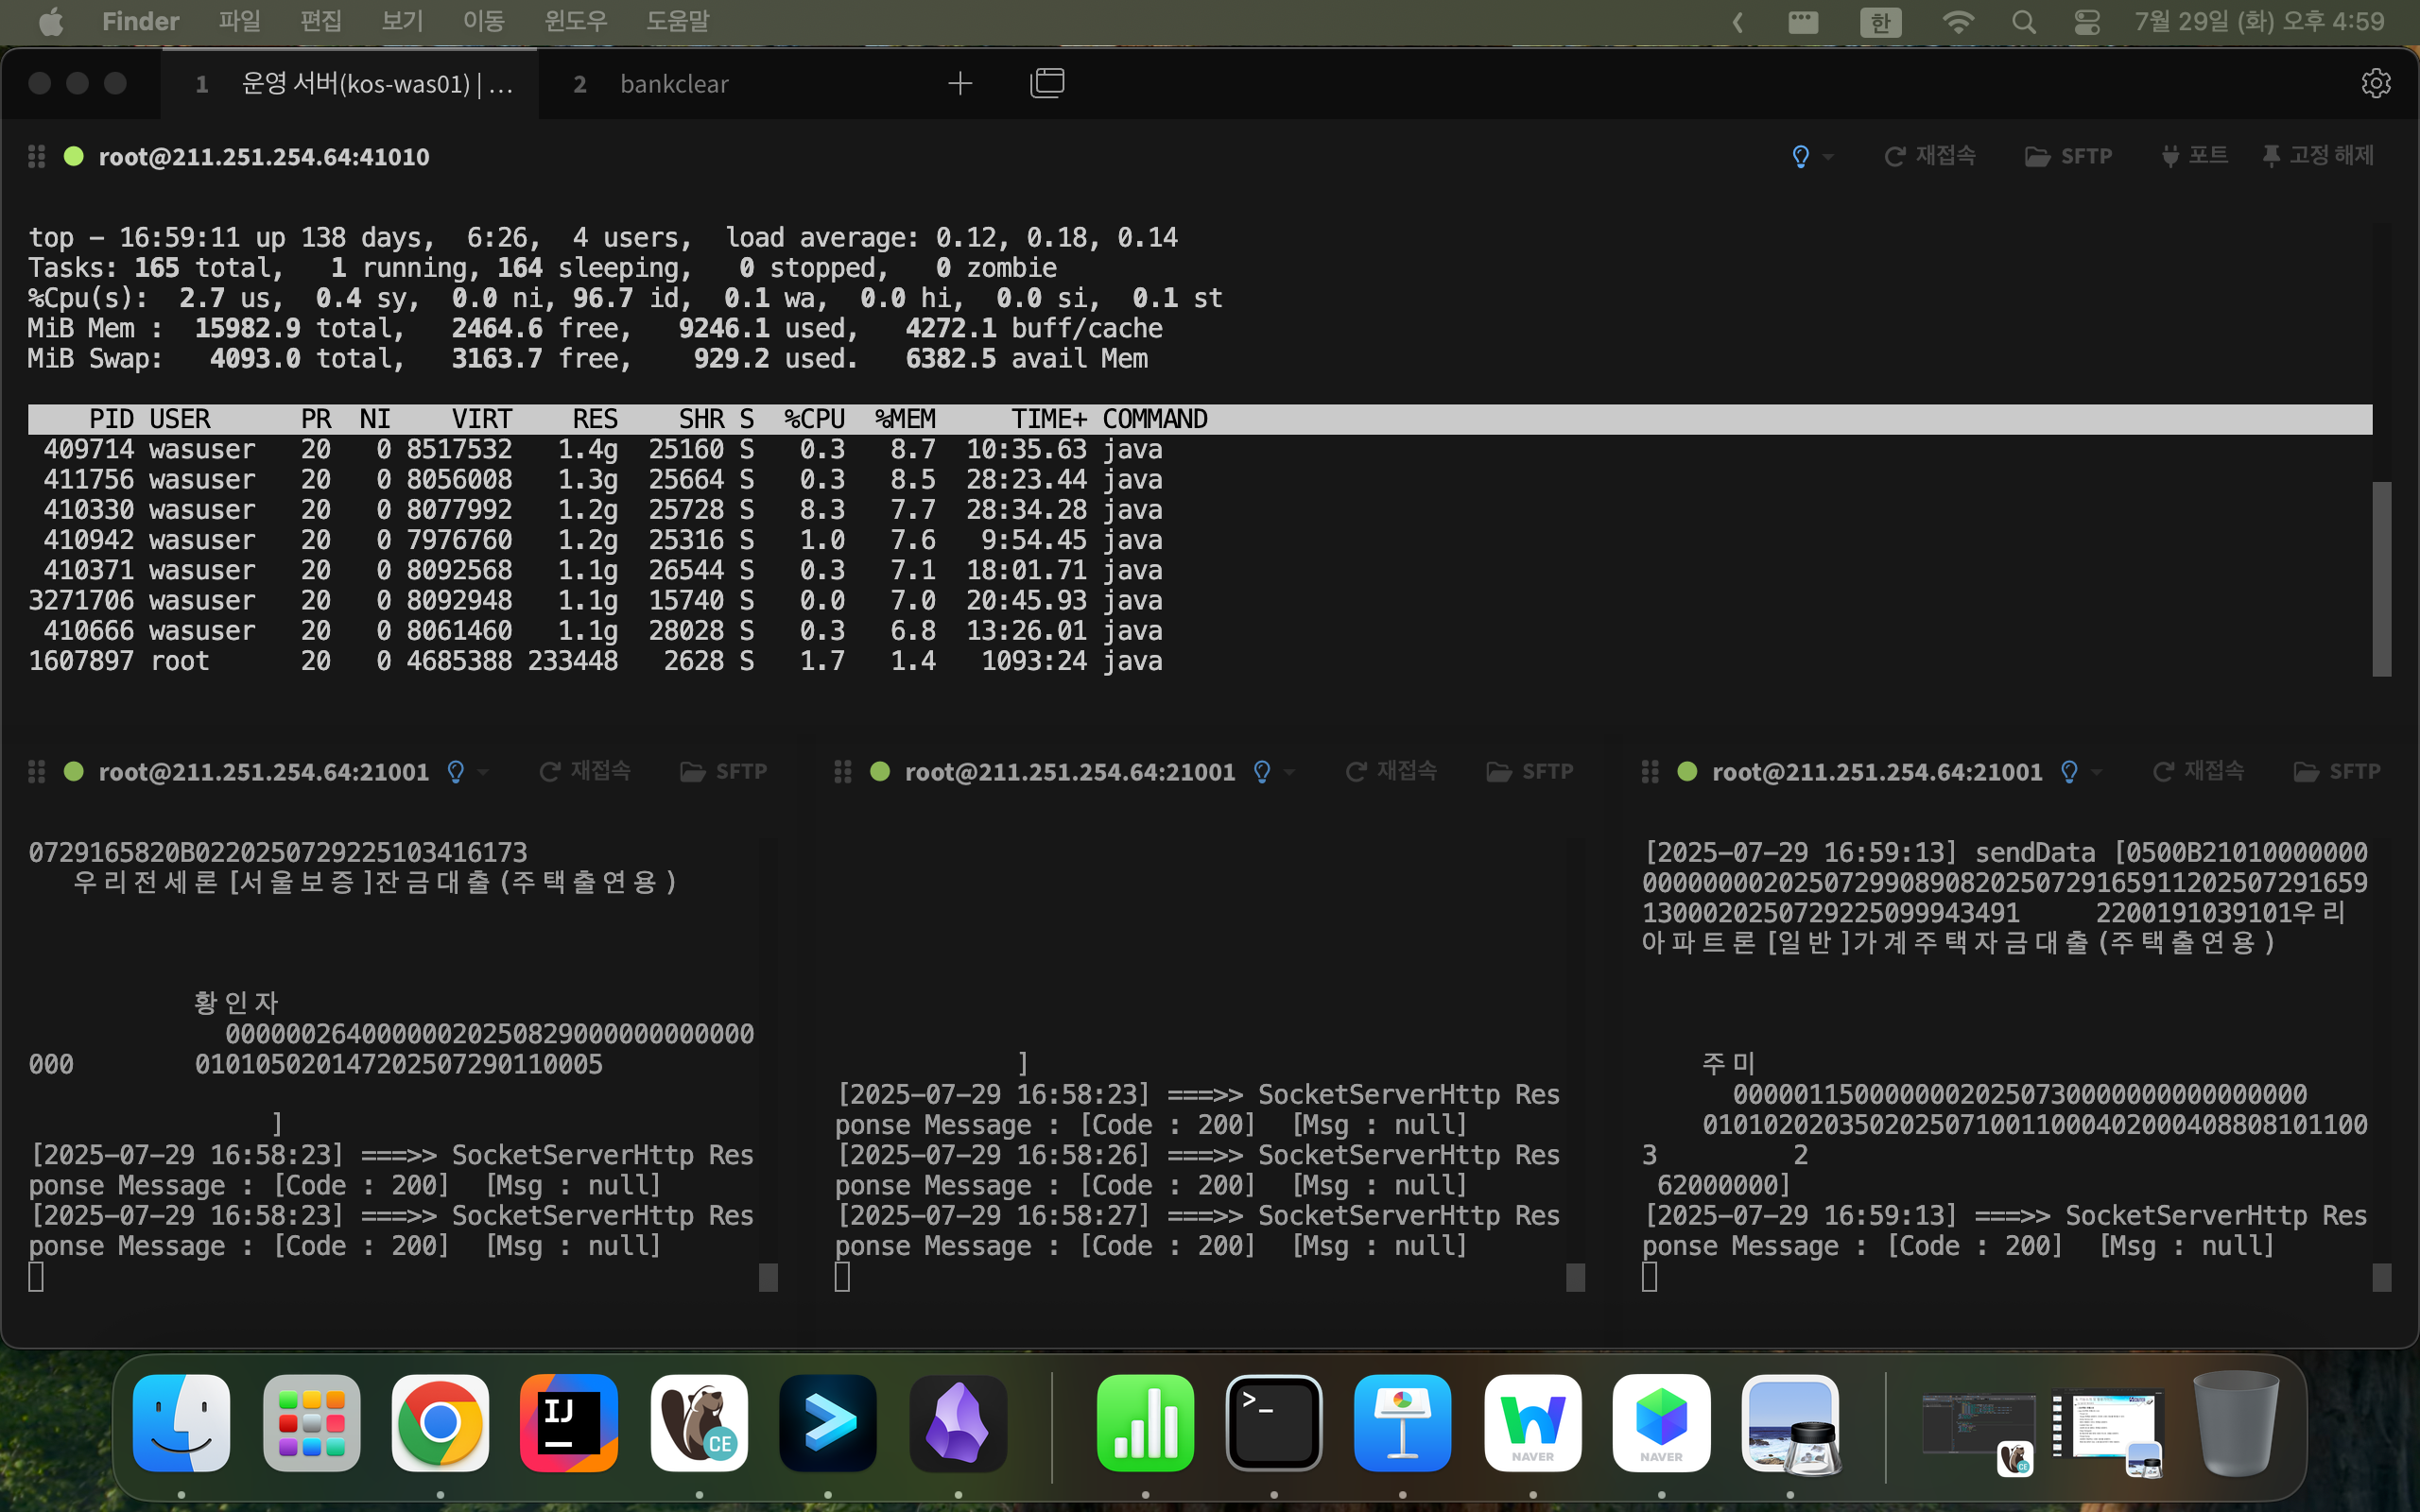 Finder 파일 편집 보기 이동 윈도우 도움말 한 7월 29일 (화) 오후 4:59
1 운영 서버(kos-was01) | … 2 bankclear
root@211.251.254.64:41010 재접속 SFTP 포트 고정 해제
top - 16:59:11 up 138 days, 6:26, 4 users, load average: 0.12, 0.18, 0.14
Tasks: 165 total, 1 running, 164 sleeping, 0 stopped, 0 zombie
%Cpu(s): 2.7 us, 0.4 sy, 0.0 ni, 96.7 id, 0.1 wa, 0.0 hi, 0.0 si, 0.1 st
MiB Mem : 15982.9 total, 2464.6 free, 9246.1 used, 4272.1 buff/cache
MiB Swap: 4093.0 total, 3163.7 free, 929.2 used. 6382.5 avail Mem
PID USER PR NI VIRT RES SHR S %CPU %MEM TIME+ COMMAND
409714 wasuser 20 0 8517532 1.4g 25160 S 0.3 8.7 10:35.63 java
411756 wasuser 20 0 8056008 1.3g 25664 S 0.3 8.5 28:23.44 java
410330 wasuser 20 0 8077992 1.2g 25728 S 8.3 7.7 28:34.28 java
410942 wasuser 20 0 7976760 1.2g 25316 S 1.0 7.6 9:54.45 java
410371 wasuser 20 0 8092568 1.1g 26544 S 0.3 7.1 18:01.71 java
3271706 wasuser 20 0 8092948 1.1g 15740 S 0.0 7.0 20:45.93 java
410666 wasuser 20 0 8061460 1.1g 28028 S 0.3 6.8 13:26.01 java
1607897 root 20 0 4685388 233448 2628 S 1.7 1.4 1093:24 java
root@211.251.254.64:21001 재접속 SFTP
0729165820B0220250729225103416173
우리전세론 [서울보증]잔금대출(주택출연용)
황인자
00000026400000020250829000000000000
000 010105020147202507290110005
]
[2025-07-29 16:58:23] ===>> SocketServerHttp Res
ponse Message : [Code : 200] [Msg : null]
[2025-07-29 16:58:23] ===>> SocketServerHttp Res
ponse Message : [Code : 200] [Msg : null]
root@211.251.254.64:21001 재접속 SFTP
]
[2025-07-29 16:58:23] ===>> SocketServerHttp Res
ponse Message : [Code : 200] [Msg : null]
[2025-07-29 16:58:26] ===>> SocketServerHttp Res
ponse Message : [Code : 200] [Msg : null]
[2025-07-29 16:58:27] ===>> SocketServerHttp Res
ponse Message : [Code : 200] [Msg : null]
root@211.251.254.64:21001 재접속 SFTP
[2025-07-29 16:59:13] sendData [0500B21010000000
000000002025072990890820250729165911202507291659
130002025072922509994​3491 2200191039101우리
아파트론 [일반]가계주택자금대출(주택출연용)
주미
00000115000000020250730000000000000000
01010202035020250710011000402000408808101100
3 2
62000000]
[2025-07-29 16:59:13] ===>> SocketServerHttp Res
ponse Message : [Code : 200] [Msg : null]
IJ CE NAVER NAVER CE